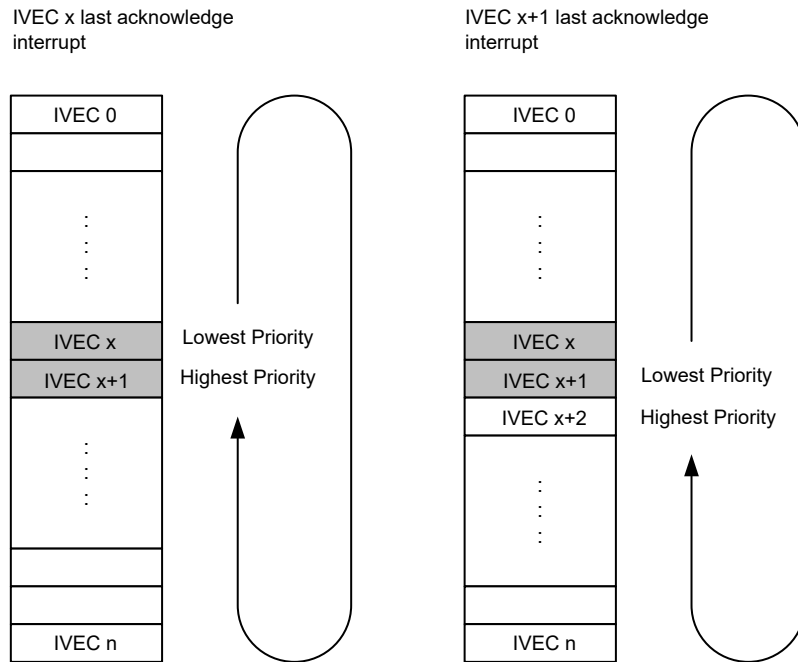 IVEC x last acknowledge
interrupt
IVEC 0
:
:
:
IVEC x
Lowest Priority
IVEC x+1
Highest Priority
:
:
:
IVEC n
IVEC x+1 last acknowledge
interrupt
IVEC 0
:
:
:
IVEC x
IVEC x+1
Lowest Priority
IVEC x+2
Highest Priority
:
:
:
IVEC n